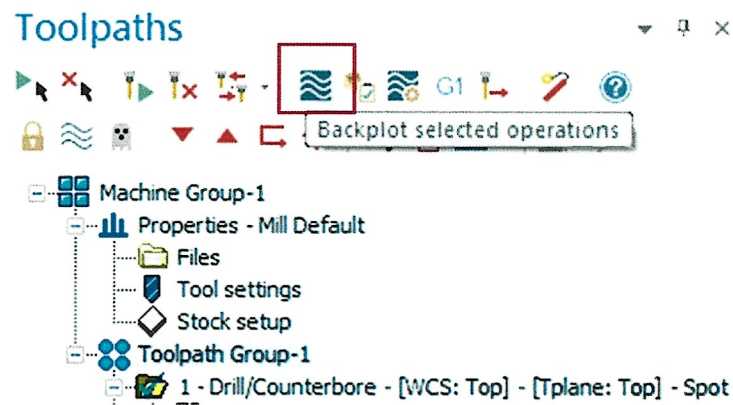 Toolpaths
G1
Backplot selected operations
Machine Group-1
Properties - Mill Default
Files
Tool settings
Stock setup
Toolpath Group-1
1 - Drill/Counterbore - [WCS: Top] - [Tplane: Top] - Spot